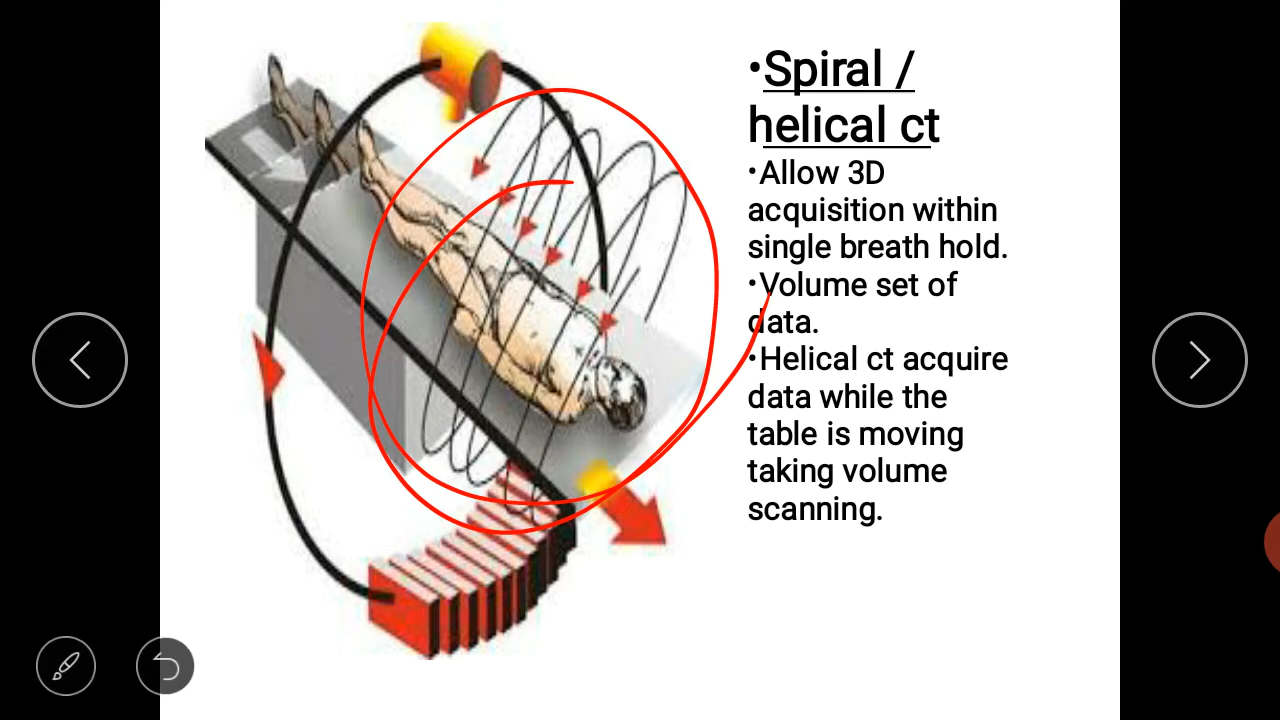 •Spiral /
helical ct
•Allow 3D
acquisition within
single breath hold.
•Volume set of
data.
•Helical ct acquire
data while the
table is moving
taking volume
scanning.